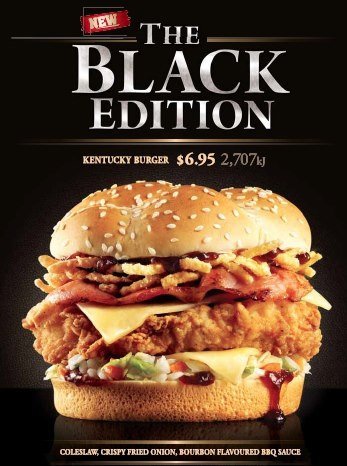 NEW
THE
BLACK
EDITION
KENTUCKY BURGER $6.95 2,707kJ
COLESLAW, CRISPY FRIED ONION, BOURBON FLAVOURED BBQ SAUCE